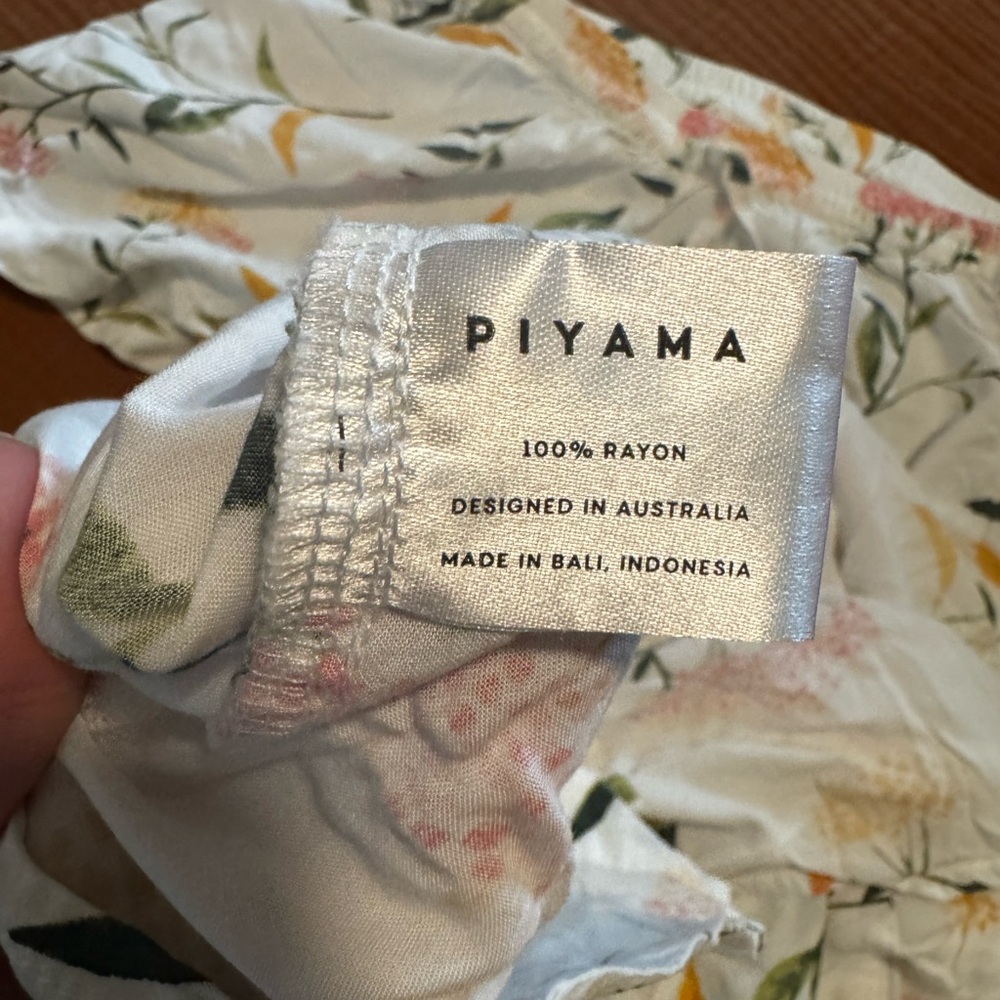 PIYAMA
100% RAYON
DESIGNED IN AUSTRALIA
MADE IN BALI, INDONESIA